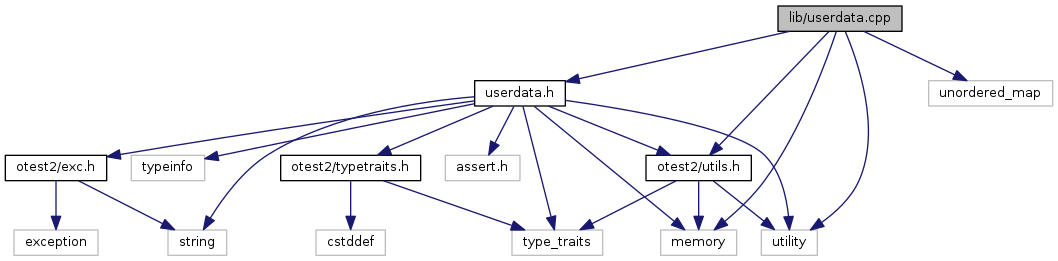 lib/userdata.cpp
userdata.h
unordered_map
otest2/exc.h
typeinfo
otest2/typetraits.h
assert.h
otest2/utils.h
exception
string
cstddef
type_traits
memory
utility